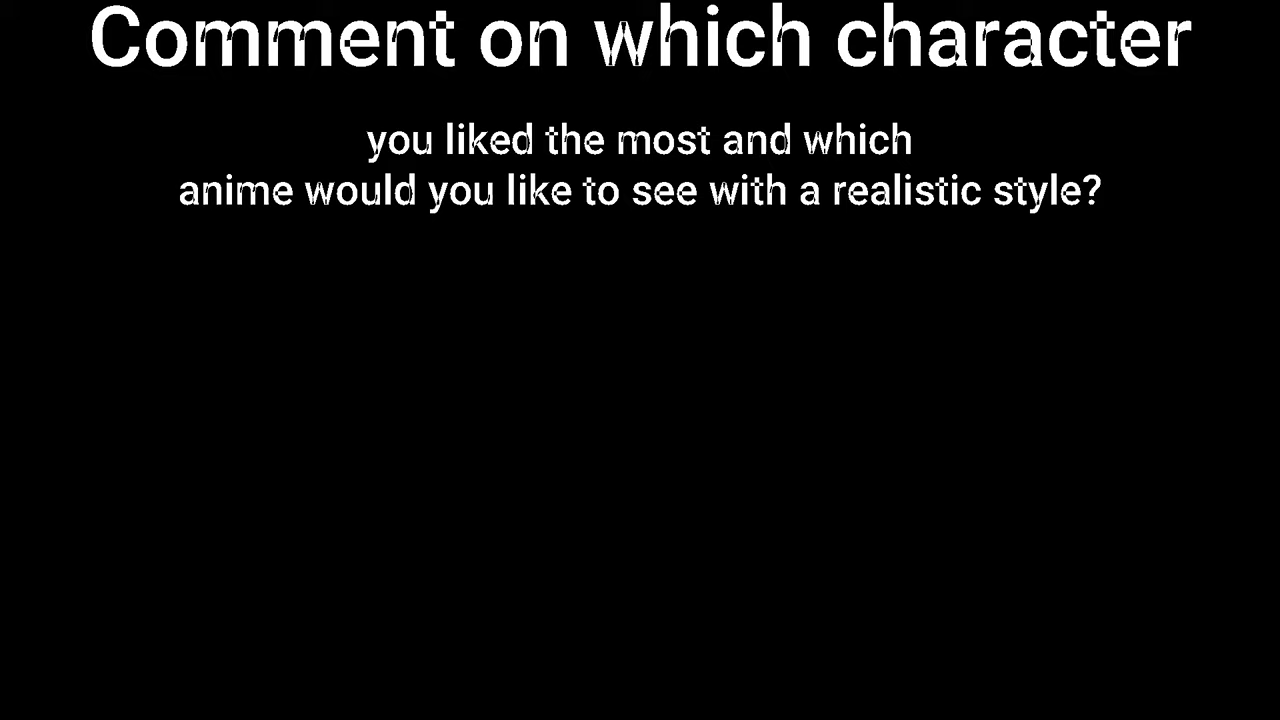 Comment on which character
you liked the most and which
anime would you like to see with a realistic style?